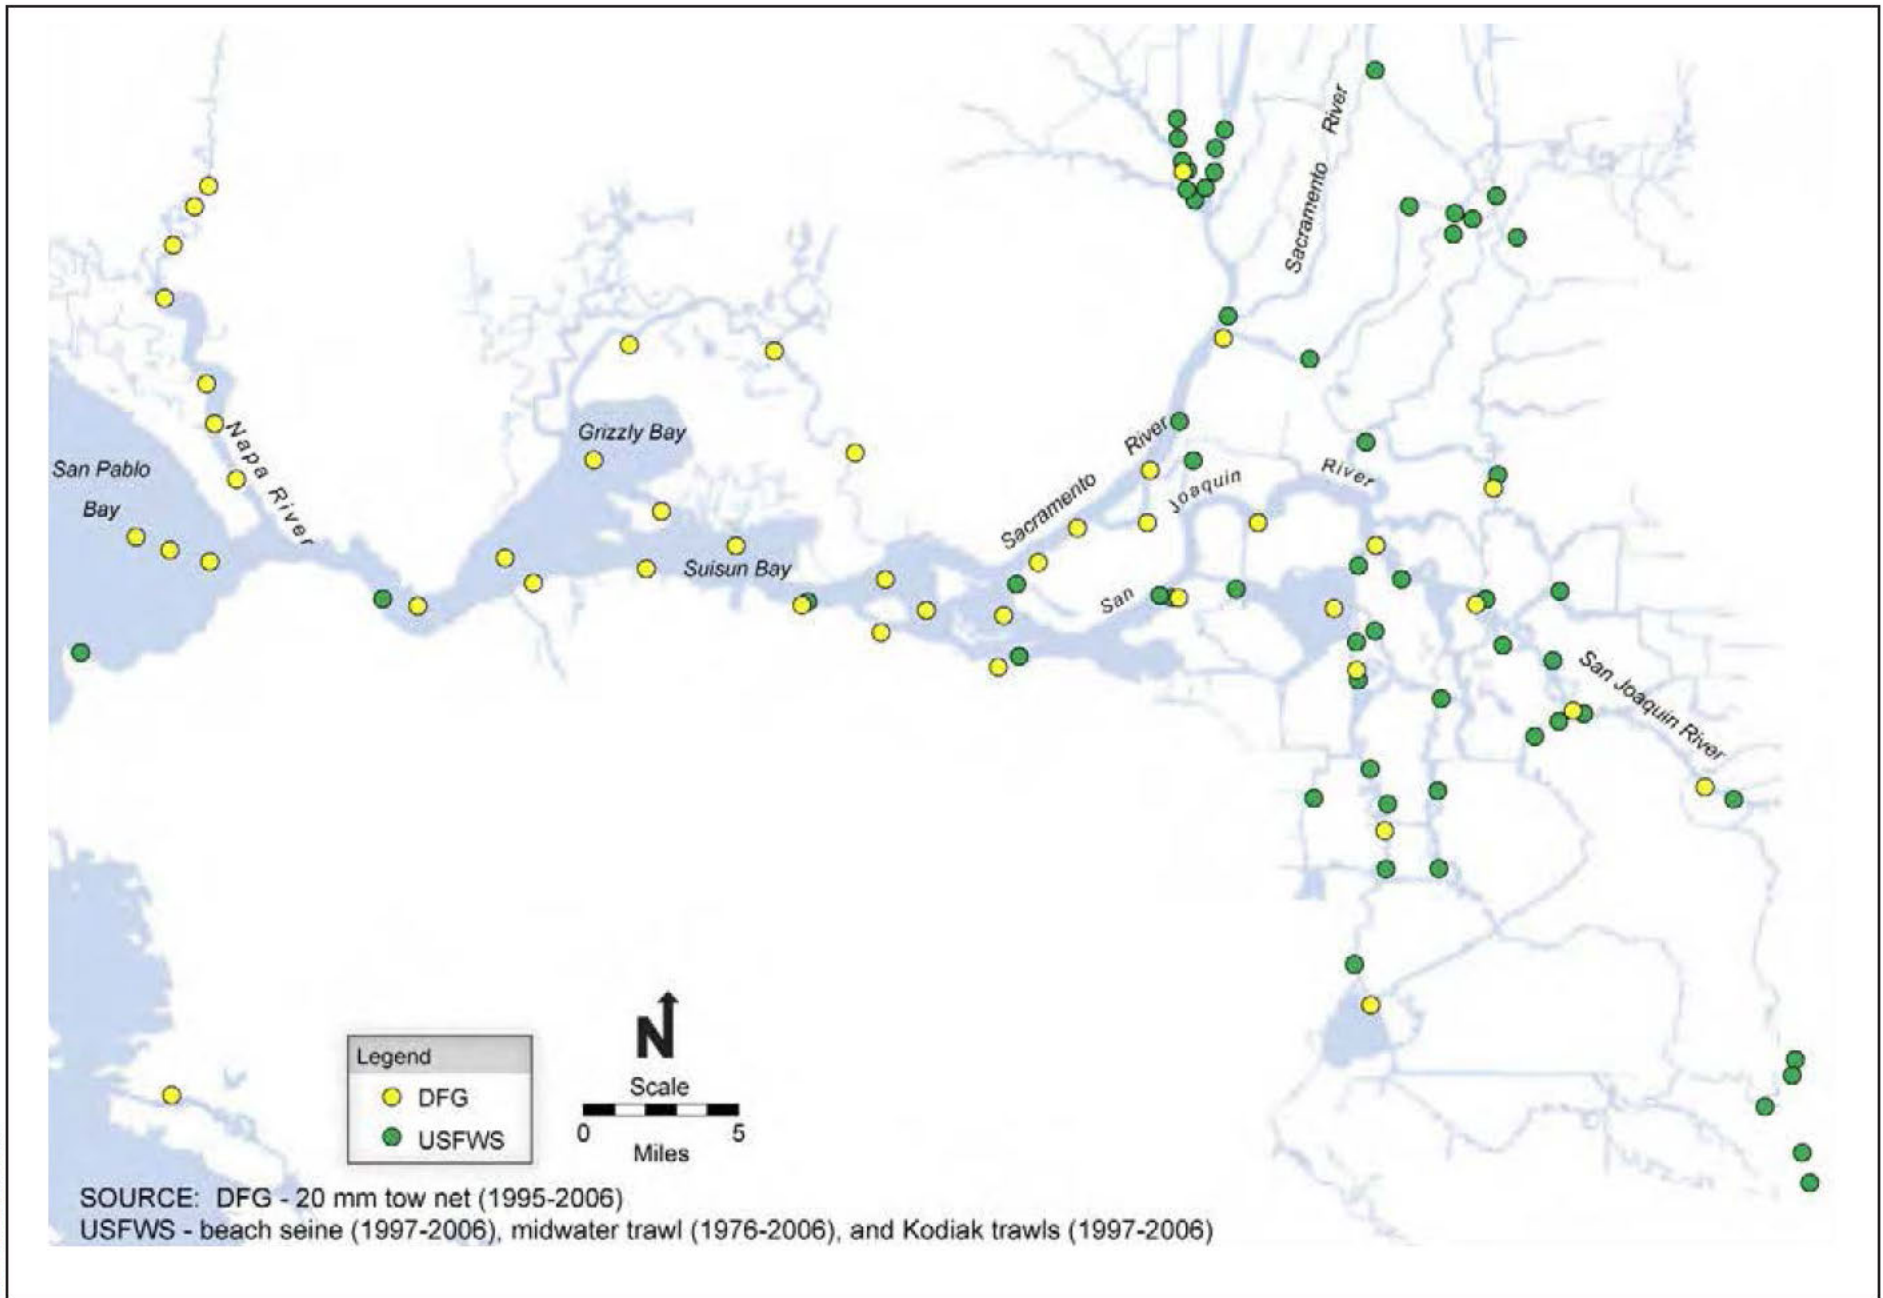 Sacramento River
Grizzly Bay
San Pablo
Bay
Napa River
Sacramento River
San Joaquin River
Suisun Bay
San Joaquin River
Legend
DFG
USFWS
N
Scale
0 5
Miles
SOURCE: DFG - 20 mm tow net (1995-2006)
USFWS - beach seine (1997-2006), midwater trawl (1976-2006), and Kodiak trawls (1997-2006)